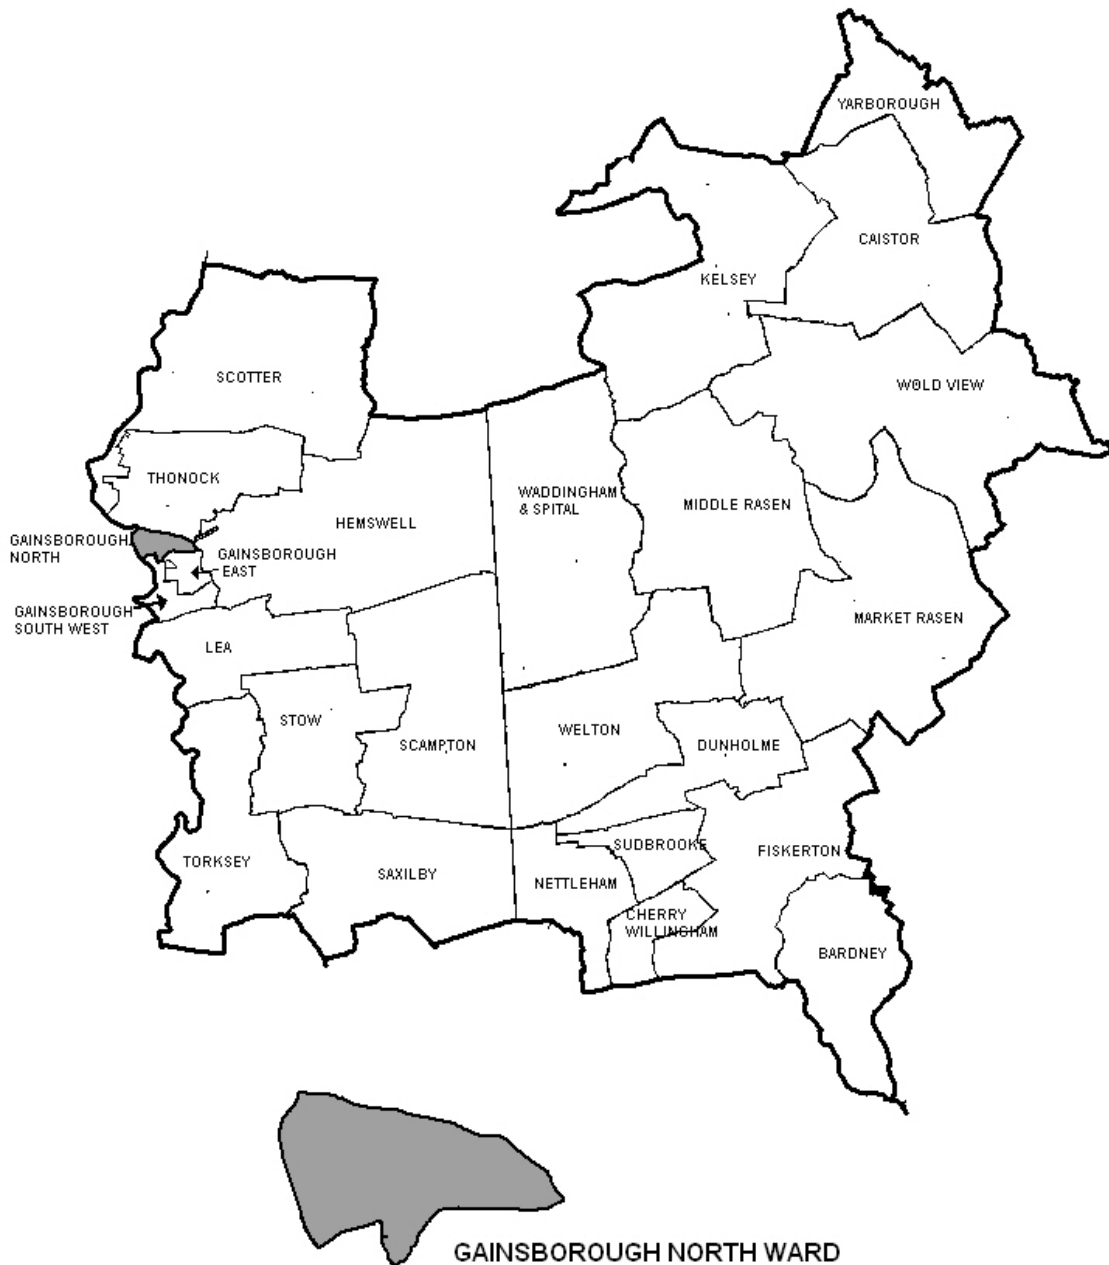 YARBOROUGH
CAISTOR
KELSEY
SCOTTER
WOLD VIEW
THONOCK
WADDINGHAM
& SPITAL
MIDDLE RASEN
HEMSWELL
GAINSBOROUGH
NORTH
GAINSBOROUGH
EAST
GAINSBOROUGH
SOUTH WEST
MARKET RASEN
LEA
STOW
SCAMPTON
WELTON
DUNHOLME
TORKSEY
SAXILBY
SUDBROOKE
FISKERTON
NETTLEHAM
CHERRY
WILLINGHAM
BARDNEY
GAINSBOROUGH NORTH WARD